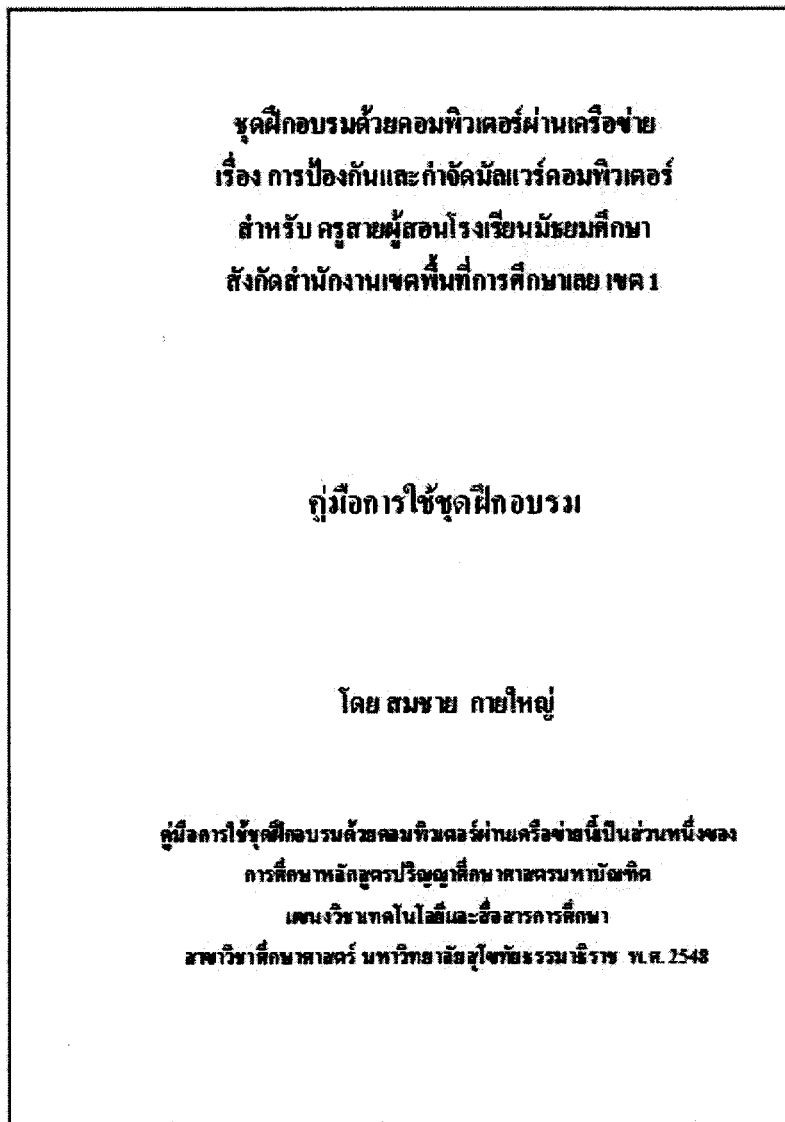 ชุดฝึกอบรมด้วยคอมพิวเตอร์ผ่านเครือข่าย
เรื่อง การป้องกันและกำจัดมัลแวร์คอมพิวเตอร์
สำหรับ ครูสายผู้สอนโรงเรียนมัธยมศึกษา
สังกัดสำนักงานเขตพื้นที่การศึกษาเลย เขต 1
คู่มือการใช้ชุดฝึกอบรม
โดย สมชาย กายใหญ่
คู่มือการใช้ชุดฝึกอบรมด้วยคอมพิวเตอร์ผ่านเครือข่ายนี้เป็นส่วนหนึ่งของ
การศึกษาหลักสูตรปริญญาศึกษาศาสตรมหาบัณฑิต
แขนงวิชาเทคโนโลยีและสื่อสารการศึกษา
สาขาวิชาศึกษาศาสตร์ มหาวิทยาลัยสุโขทัยธรรมาธิราช พ.ศ. 2548